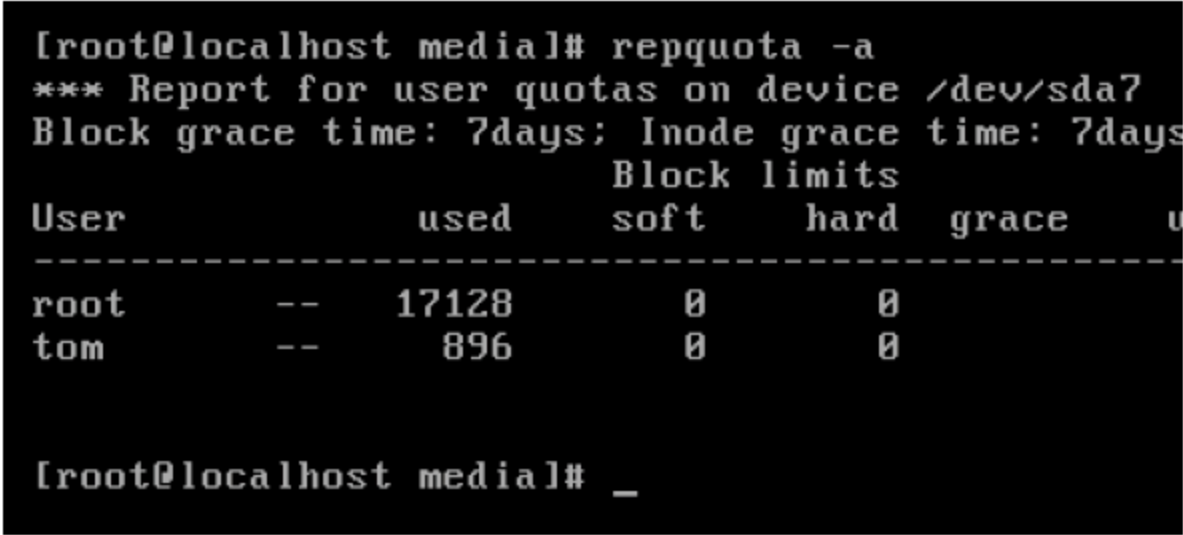 [root@localhost media]# repquota -a
*** Report for user quotas on device /dev/sda7
Block grace time: 7days; Inode grace time: 7days
Block limits
User used soft hard grace u
--------------------------------------------------
root -- 17128 0 0
tom -- 896 0 0
[root@localhost media]# _